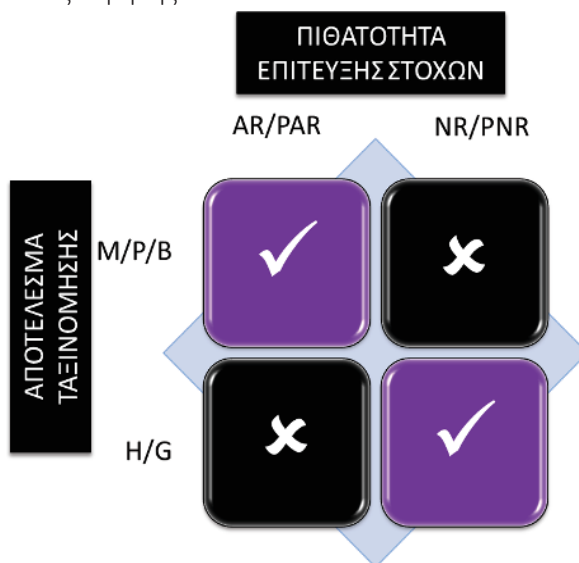 ΠΙΘΑΤΟΤΗΤΑ
ΕΠΙΤΕΥΞΗΣ ΣΤΟΧΩΝ
AR/PAR NR/PNR
ΑΠΟΤΕΛΕΣΜΑ
ΤΑΞΙΝΟΜΗΣΗΣ
M/P/B
H/G